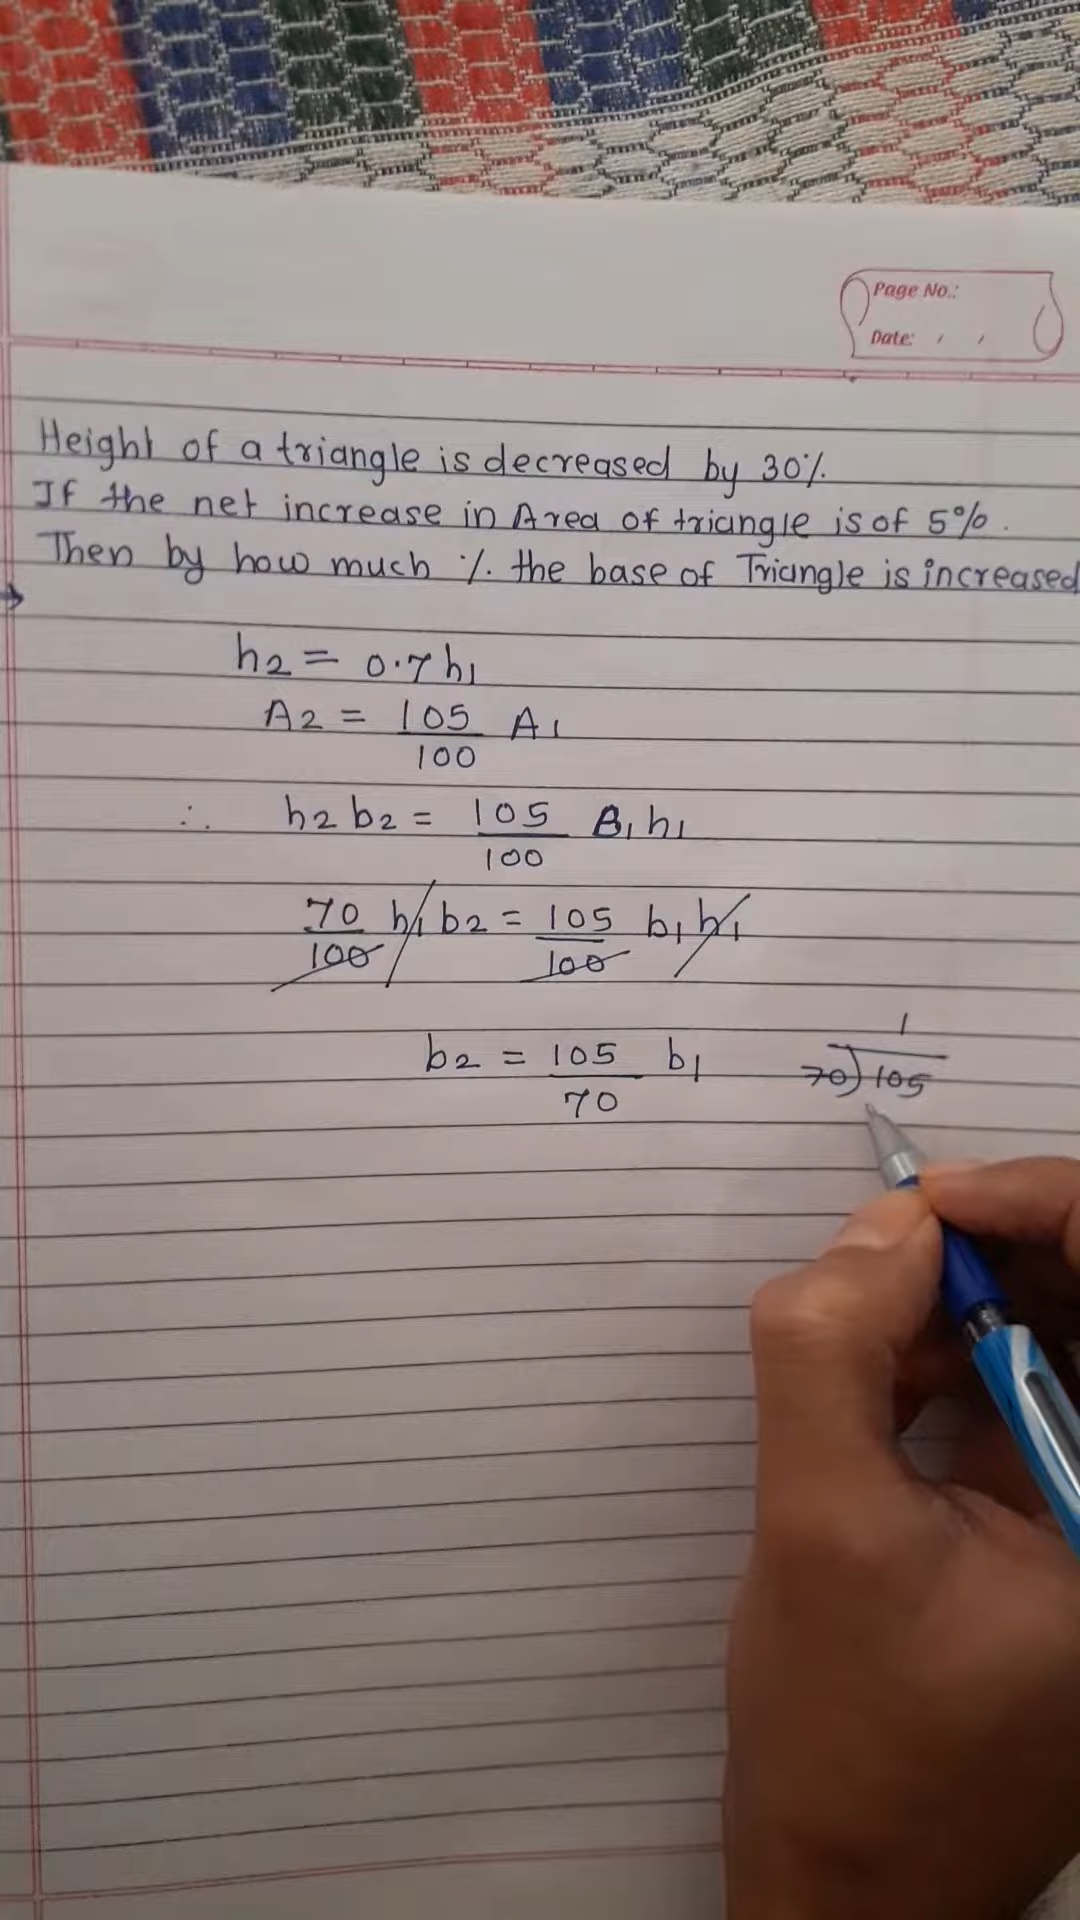 Page No.:
Date: / /
Height of a triangle is decreased by 30%.
If the net increase in Area of triangle is of 5%.
Then by how much % the base of Triangle is increased
h2 = 0.7 h1
A2 = 105/100 A1
∴ h2 b2 = 105/100 B1 h1
70/100 h1 b2 = 105/100 b1 h1
b2 = 105/70 b1
1
70) 105